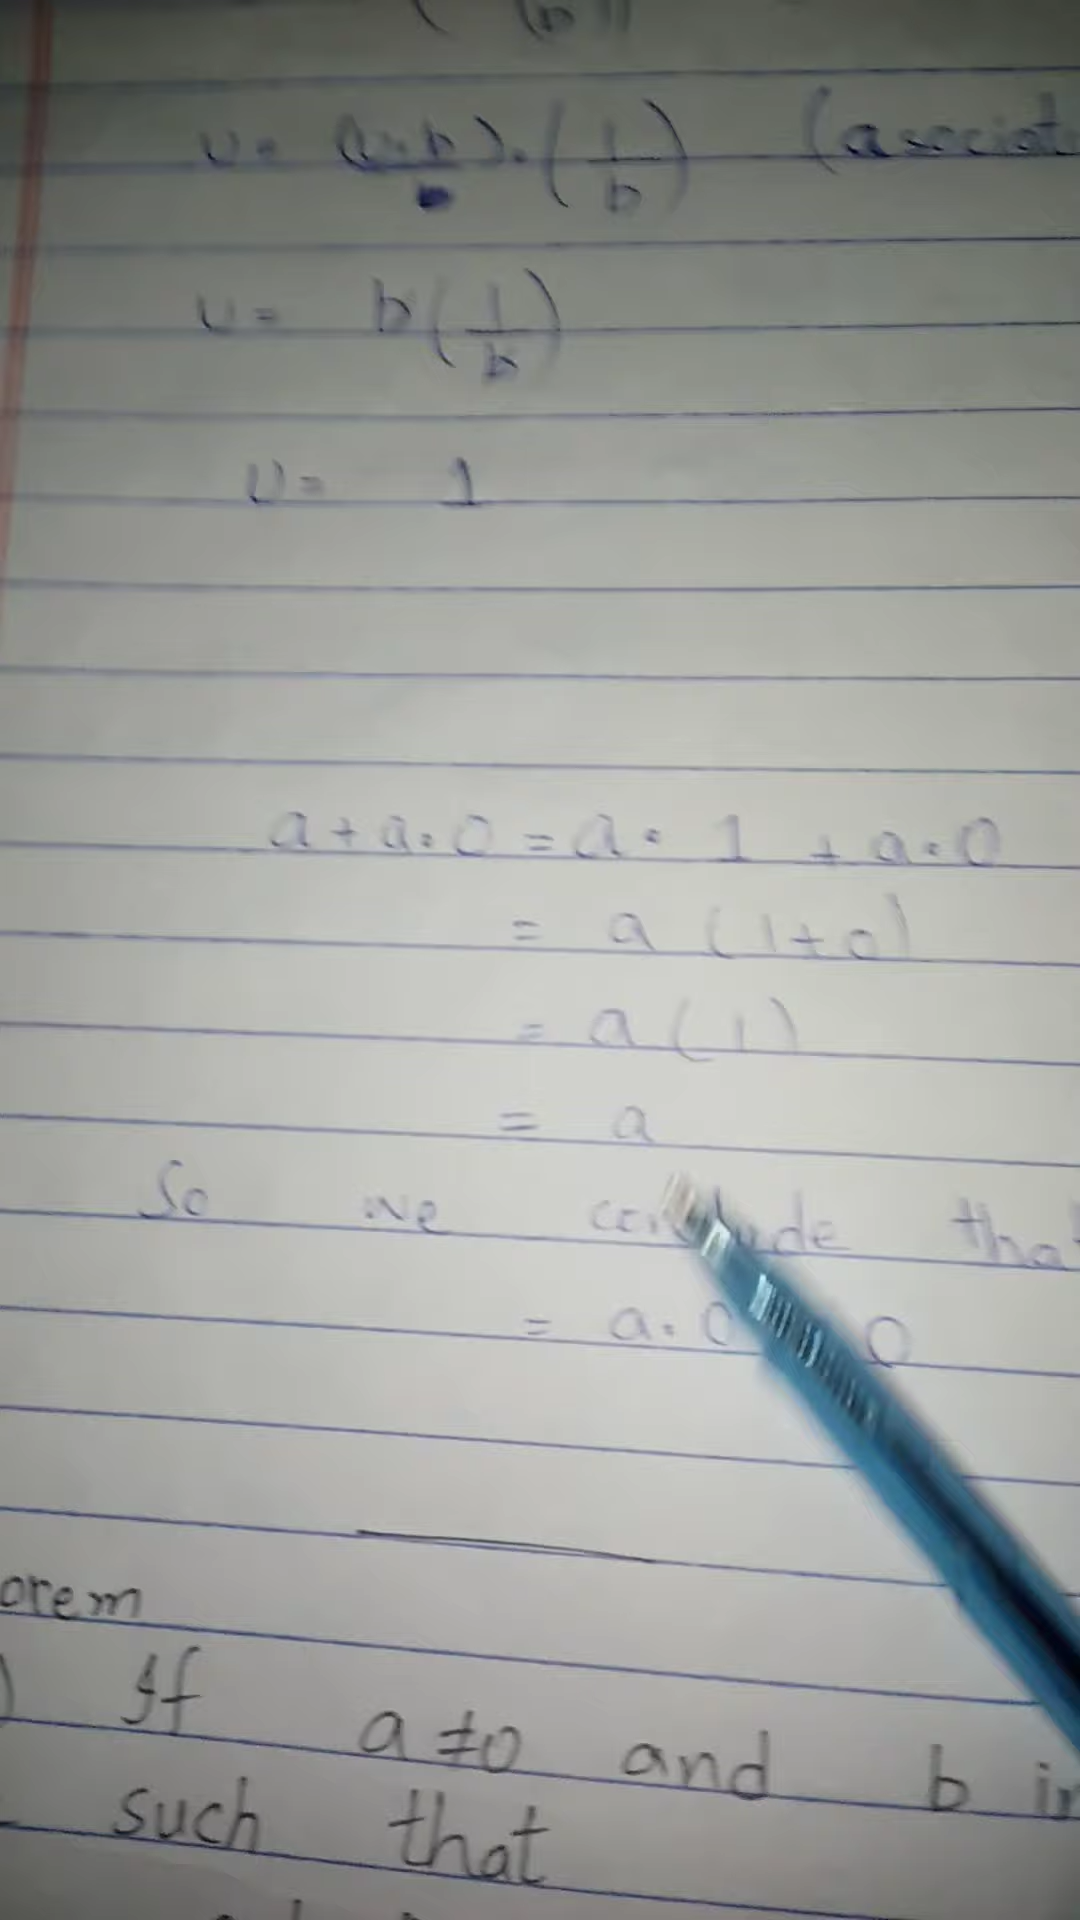 u = (u·b)·(1/b) (associat
u = b(1/b)
u = 1
a + a·0 = a·1 + a·0
= a(1+0)
= a(1)
= a
So we conclude that
= a·0 0
orem
) If a ≠ 0 and b in
such that